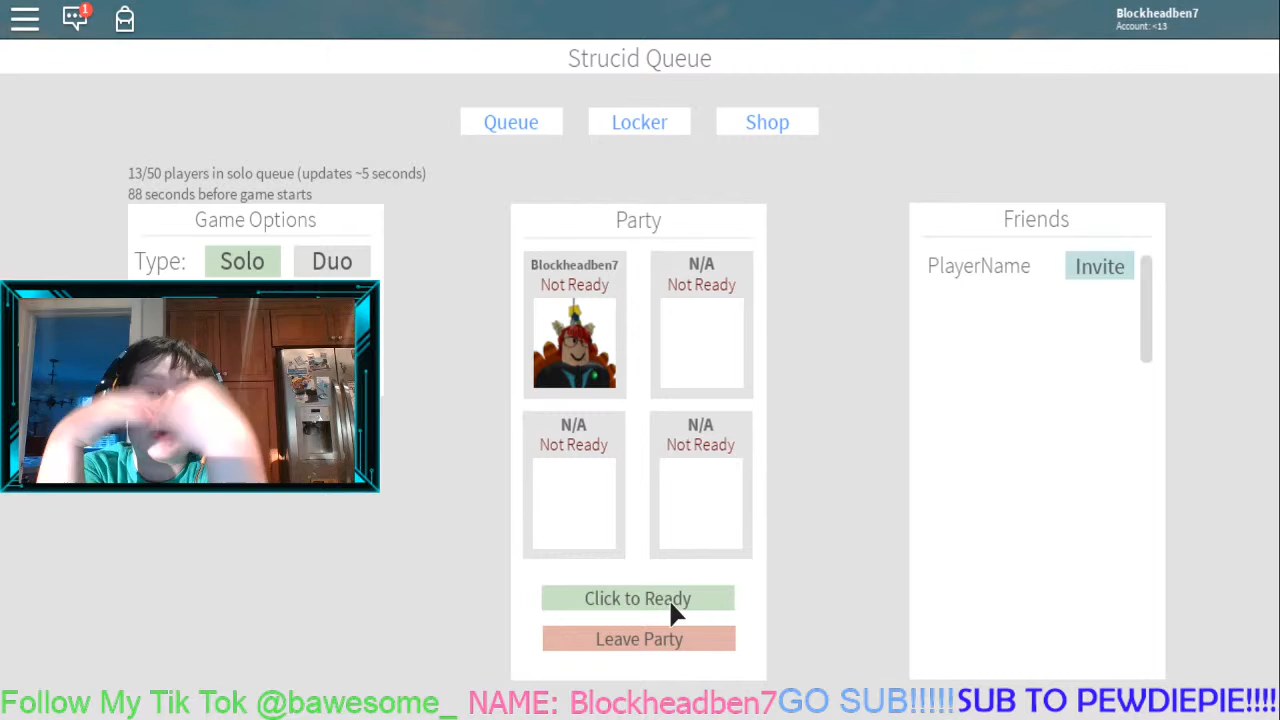 1
Blockheadben7
Account: <13
Strucid Queue
Queue Locker Shop
13/50 players in solo queue (updates ~5 seconds)
88 seconds before game starts
Game Options
Type: Solo Duo
Party
Blockheadben7
Not Ready
N/A
Not Ready
N/A
Not Ready
N/A
Not Ready
Click to Ready
Leave Party
Friends
PlayerName Invite
Follow My Tik Tok @bawesome_ NAME: Blockheadben7GO SUB!!!!!SUB TO PEWDIEPIE!!!!